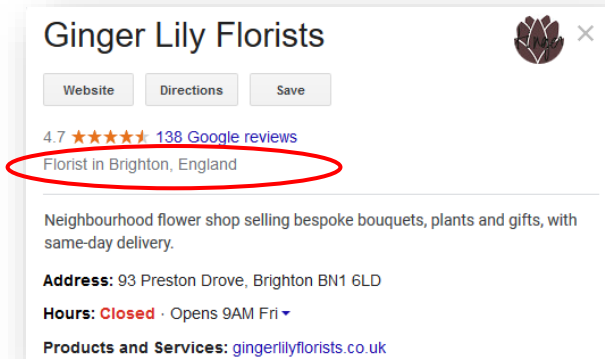 Ginger Lily Florists
Ginger
Website Directions Save
4.7 ★★★★★ 138 Google reviews
Florist in Brighton, England
Neighbourhood flower shop selling bespoke bouquets, plants and gifts, with
same-day delivery.
Address: 93 Preston Drove, Brighton BN1 6LD
Hours: Closed · Opens 9AM Fri
Products and Services: gingerlilyflorists.co.uk